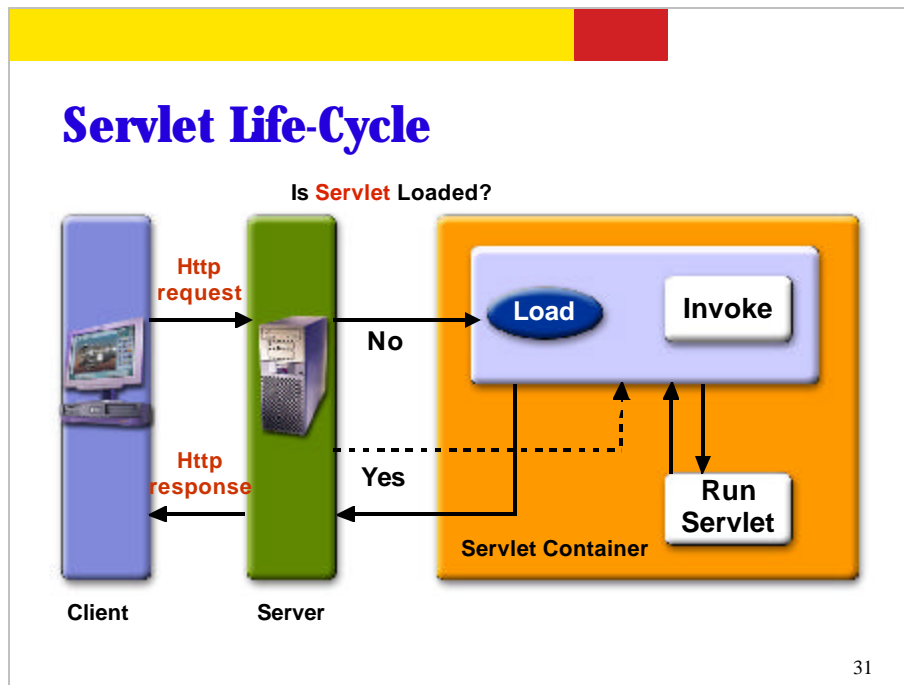 Servlet Life-Cycle
Is Servlet Loaded?
Http
request
No
Load
Invoke
Http
response
Yes
Run
Servlet
Servlet Container
Client
Server
31